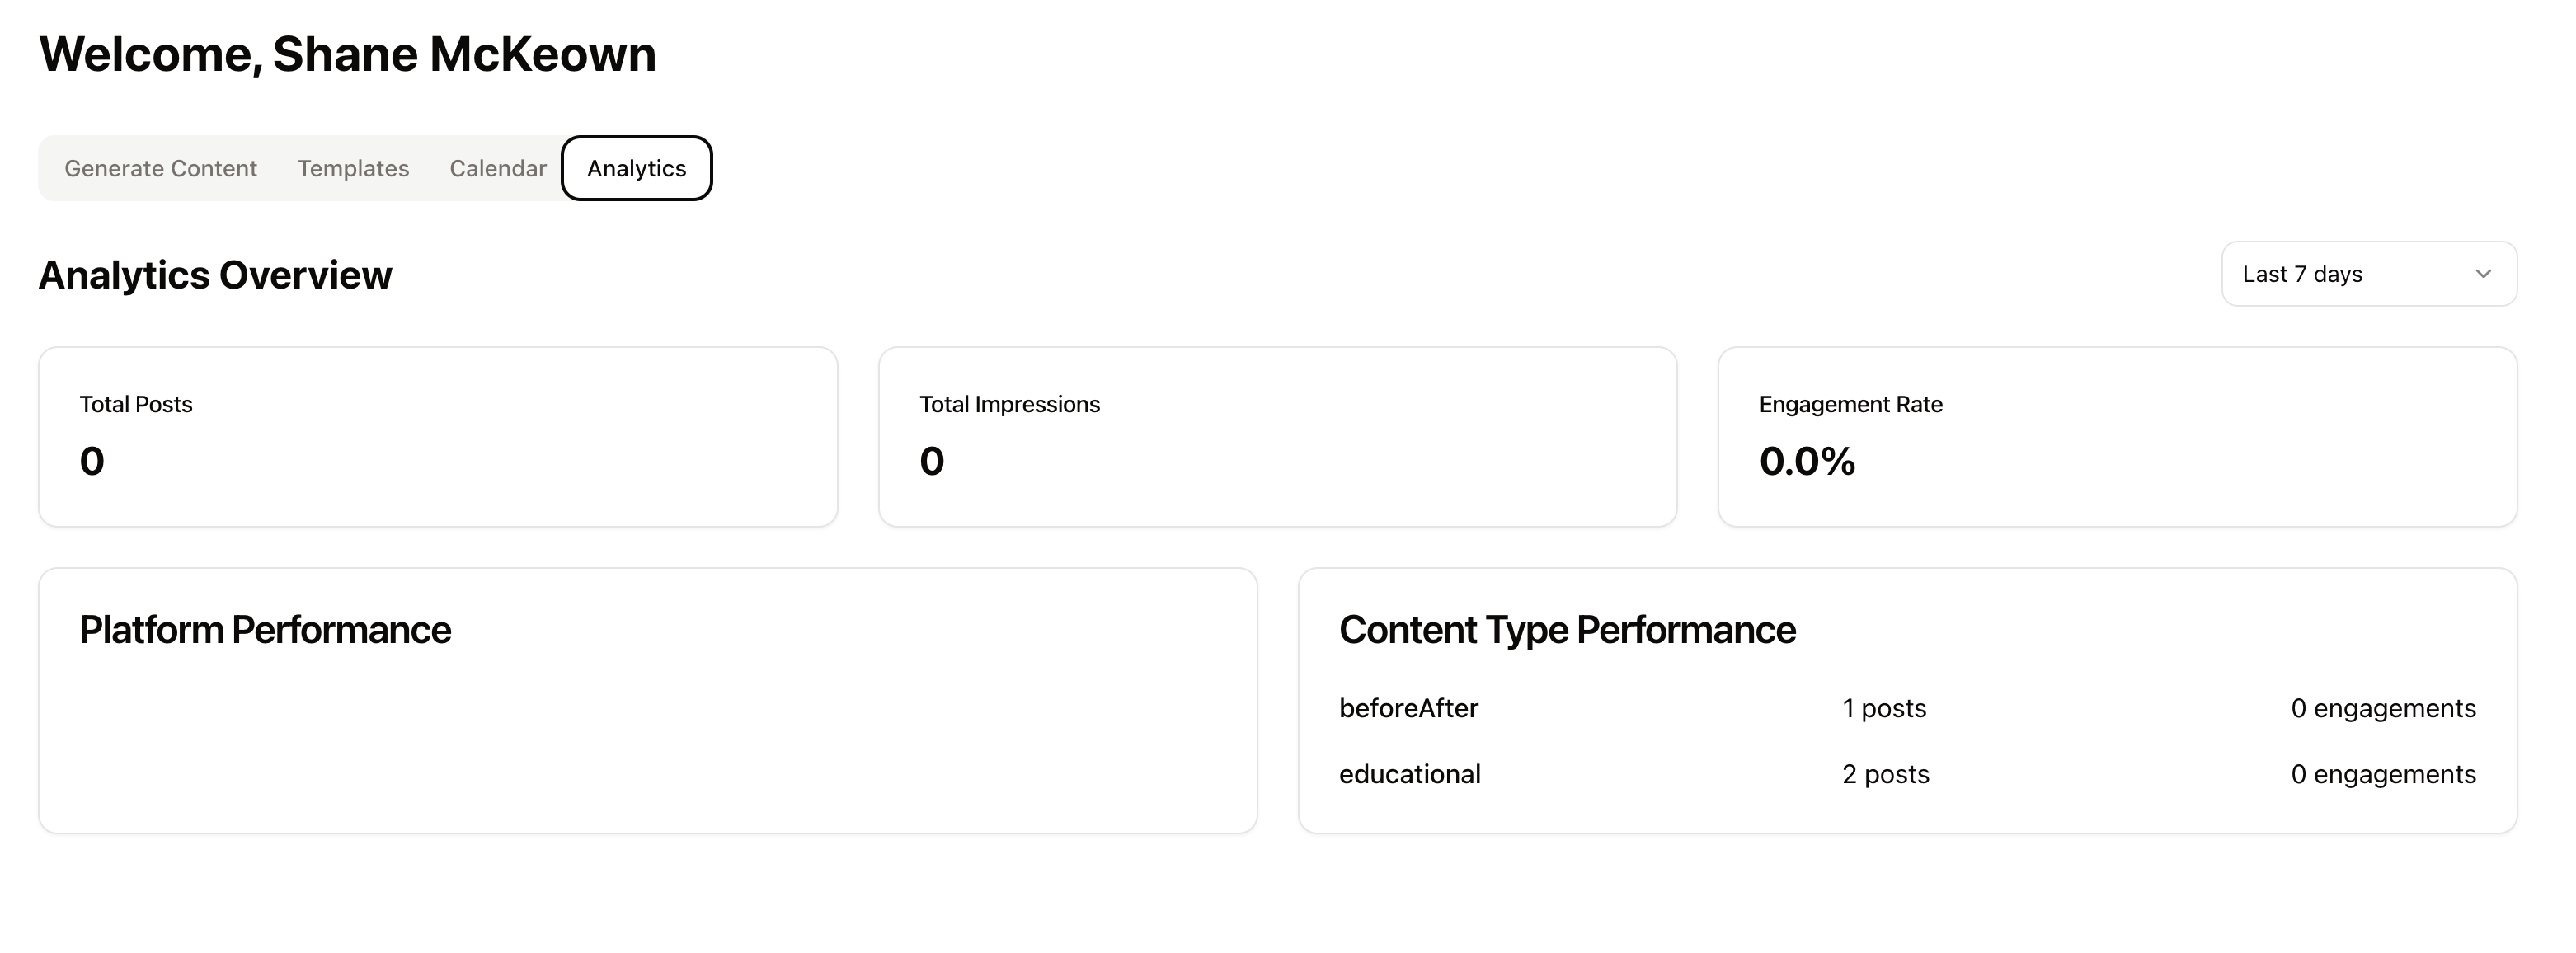 Welcome, Shane McKeown
Generate Content Templates Calendar Analytics
Analytics Overview
Last 7 days
Total Posts
0
Total Impressions
0
Engagement Rate
0.0%
Platform Performance
Content Type Performance
beforeAfter 1 posts 0 engagements
educational 2 posts 0 engagements